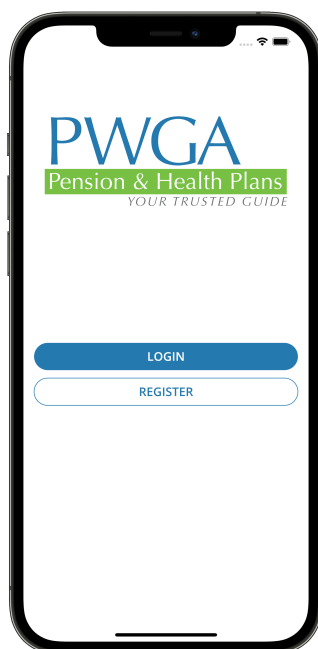 PWGA
Pension & Health Plans
YOUR TRUSTED GUIDE
LOGIN
REGISTER